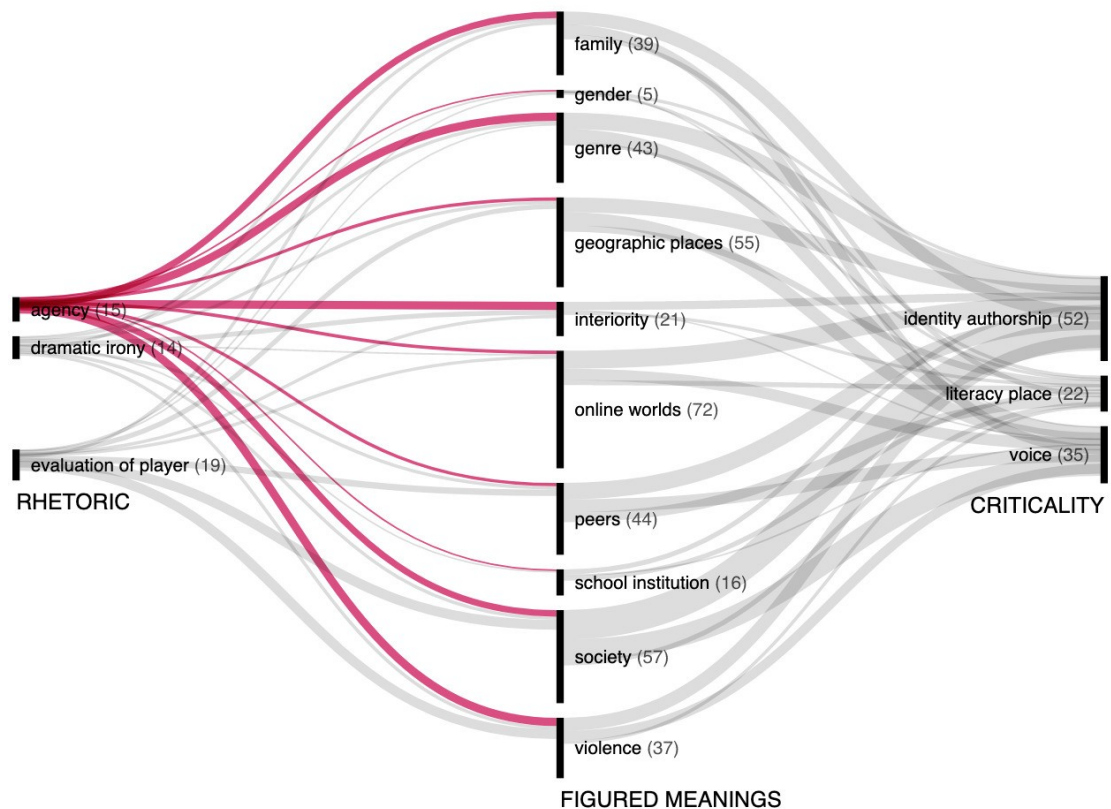 agency (15)
dramatic irony (14)
evaluation of player (19)
RHETORIC
family (39)
gender (5)
genre (43)
geographic places (55)
interiority (21)
online worlds (72)
peers (44)
school institution (16)
society (57)
violence (37)
FIGURED MEANINGS
identity authorship (52)
literacy place (22)
voice (35)
CRITICALITY